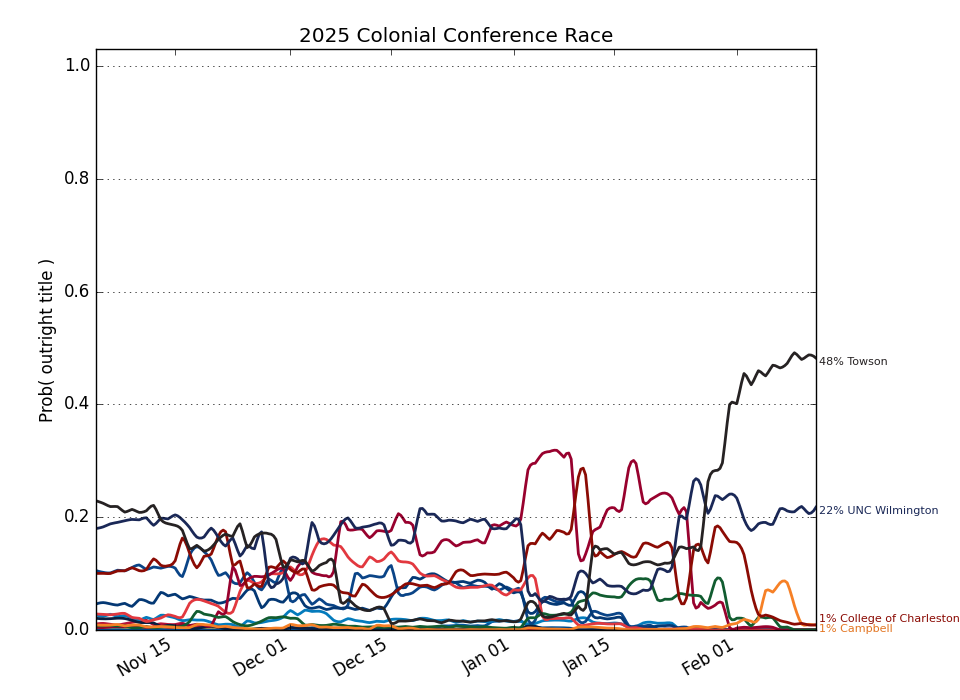 2025 Colonial Conference Race
1.0
0.8
0.6
0.4
0.2
0.0
Prob( outright title )
48% Towson
22% UNC Wilmington
1% College of Charleston
1% Campbell
Nov 15
Dec 01
Dec 15
Jan 01
Jan 15
Feb 01